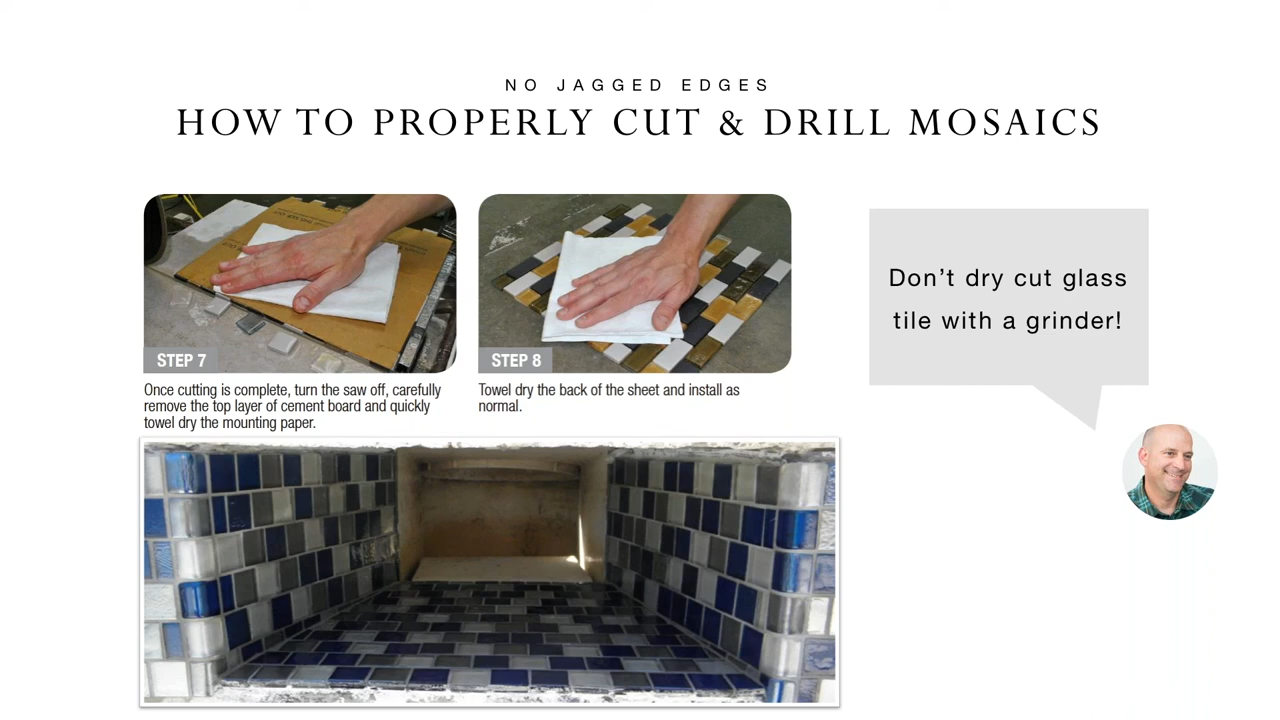 NO JAGGED EDGES
HOW TO PROPERLY CUT & DRILL MOSAICS
STEP 7
Once cutting is complete, turn the saw off, carefully
remove the top layer of cement board and quickly
towel dry the mounting paper.
STEP 8
Towel dry the back of the sheet and install as
normal.
Don’t dry cut glass
tile with a grinder!